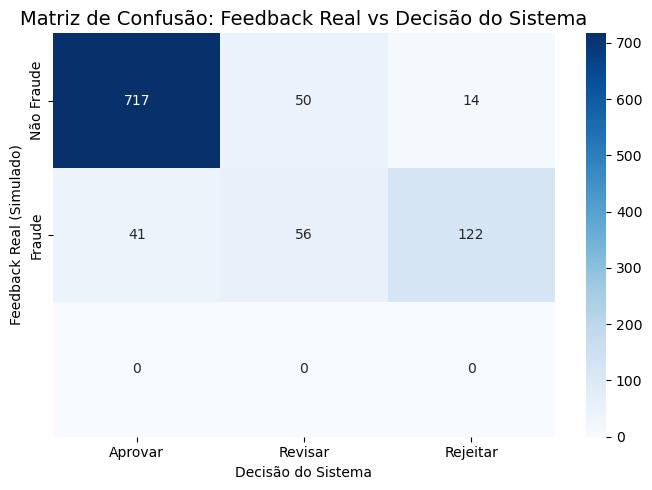 Matriz de Confusão: Feedback Real vs Decisão do Sistema
Feedback Real (Simulado)
Não Fraude
717 50 14
Fraude
41 56 122
0 0 0
Aprovar Revisar Rejeitar
Decisão do Sistema
700
600
500
400
300
200
100
0